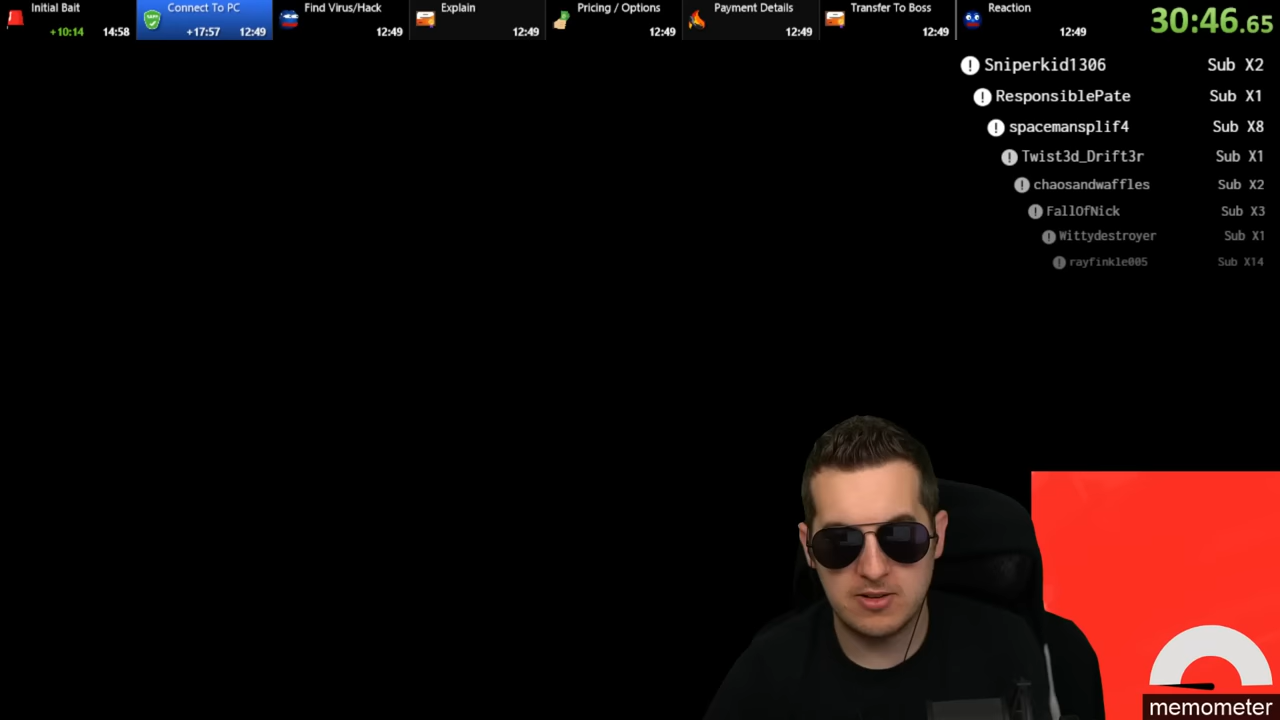 Initial Bait
+10:14 14:58
Connect To PC
+17:57 12:49
Find Virus/Hack
12:49
Explain
12:49
Pricing / Options
12:49
Payment Details
12:49
Transfer To Boss
12:49
Reaction
12:49
30:46.65
Sniperkid1306 Sub X2
ResponsiblePate Sub X1
spacemansplif4 Sub X8
Twist3d_Drift3r Sub X1
chaosandwaffles Sub X2
FallOfNick Sub X3
Wittydestroyer Sub X1
rayfinkle005 Sub X14
memometer